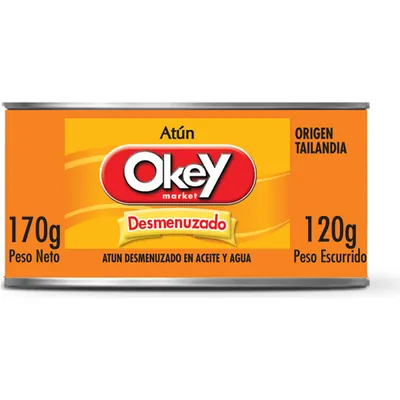 Atún
Okey
market
Desmenuzado
ORIGEN
TAILANDIA
170g
Peso Neto
120g
Peso Escurrido
ATUN DESMENUZADO EN ACEITE Y AGUA